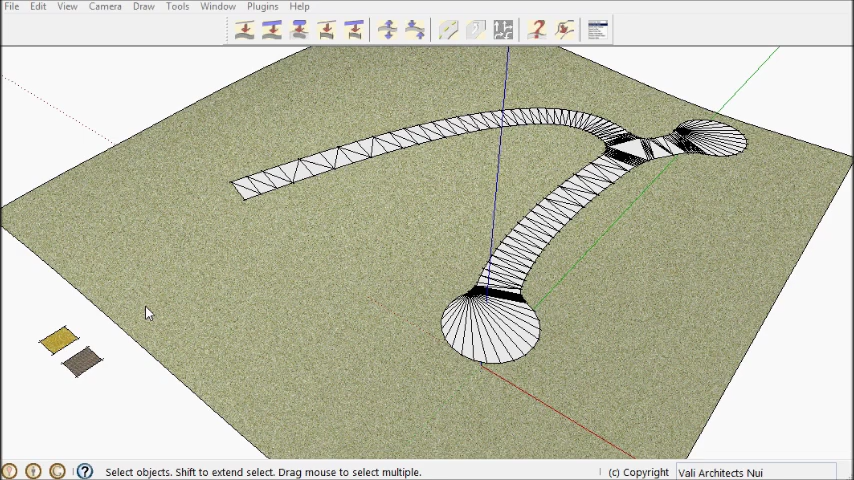 File Edit View Camera Draw Tools Window Plugins Help
Select objects. Shift to extend select. Drag mouse to select multiple.
(c) Copyright Vali Architects Nui